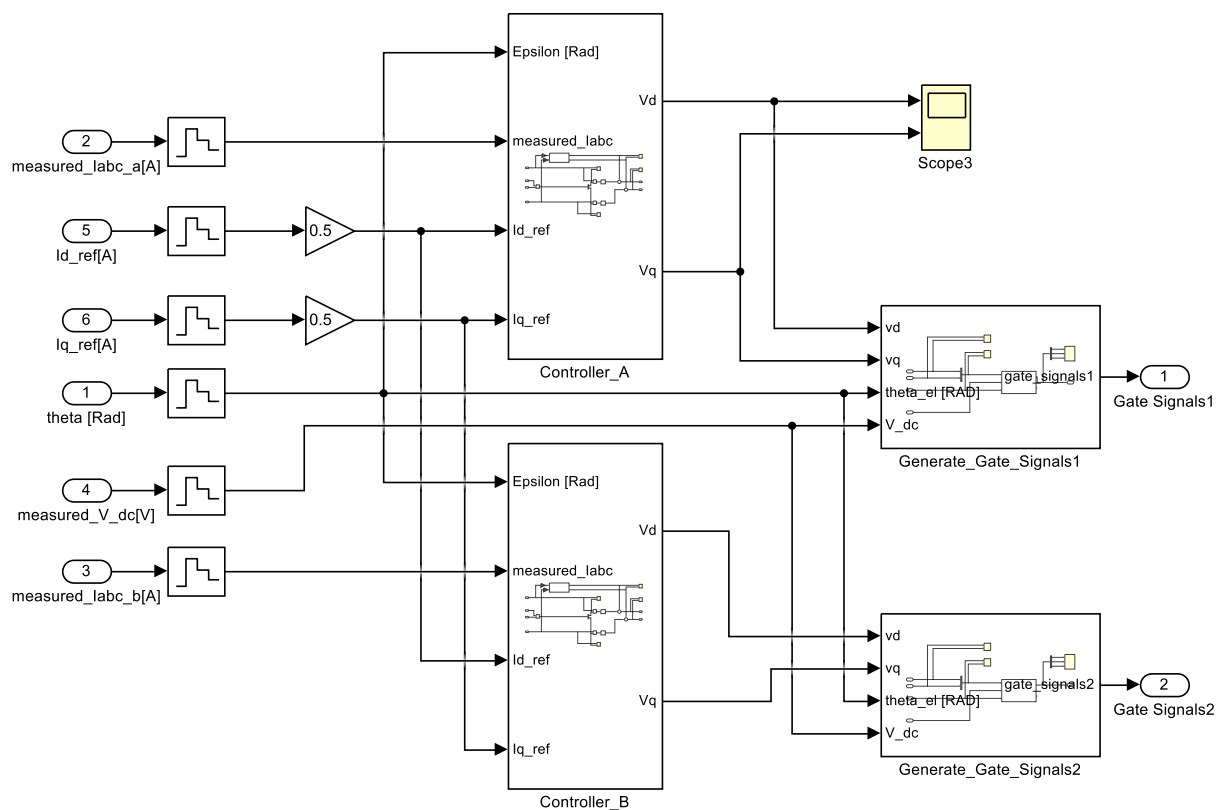 Epsilon [Rad]
Vd
2
measured_Iabc_a[A]
measured_Iabc
Scope3
5
Id_ref[A]
0.5
Id_ref
Vq
6
Iq_ref[A]
0.5
Iq_ref
Controller_A
1
theta [Rad]
vd
vq
theta_el [RAD]
V_dc
gate_signals1
Generate_Gate_Signals1
1
Gate Signals1
4
measured_V_dc[V]
Epsilon [Rad]
Vd
3
measured_Iabc_b[A]
measured_Iabc
Id_ref
Vq
Iq_ref
Controller_B
vd
vq
theta_el [RAD]
V_dc
gate_signals2
Generate_Gate_Signals2
2
Gate Signals2